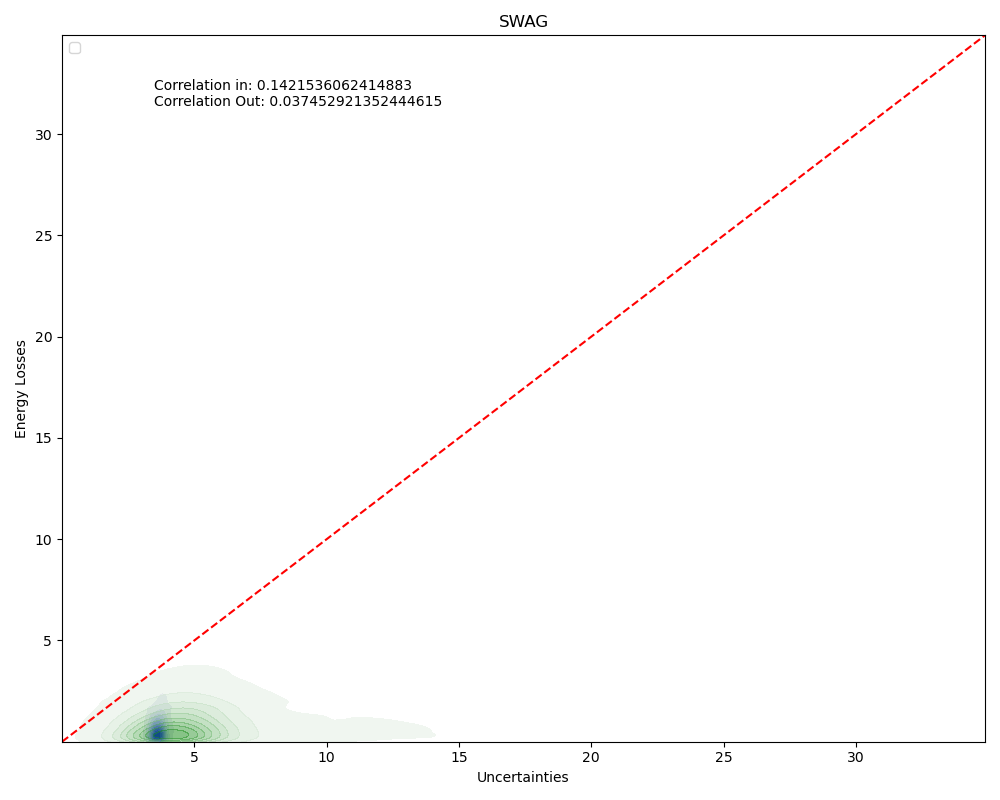 SWAG
Correlation in: 0.1421536062414883
Correlation Out: 0.037452921352444615
Energy Losses
30
25
20
15
10
5
5 10 15 20 25 30
Uncertainties